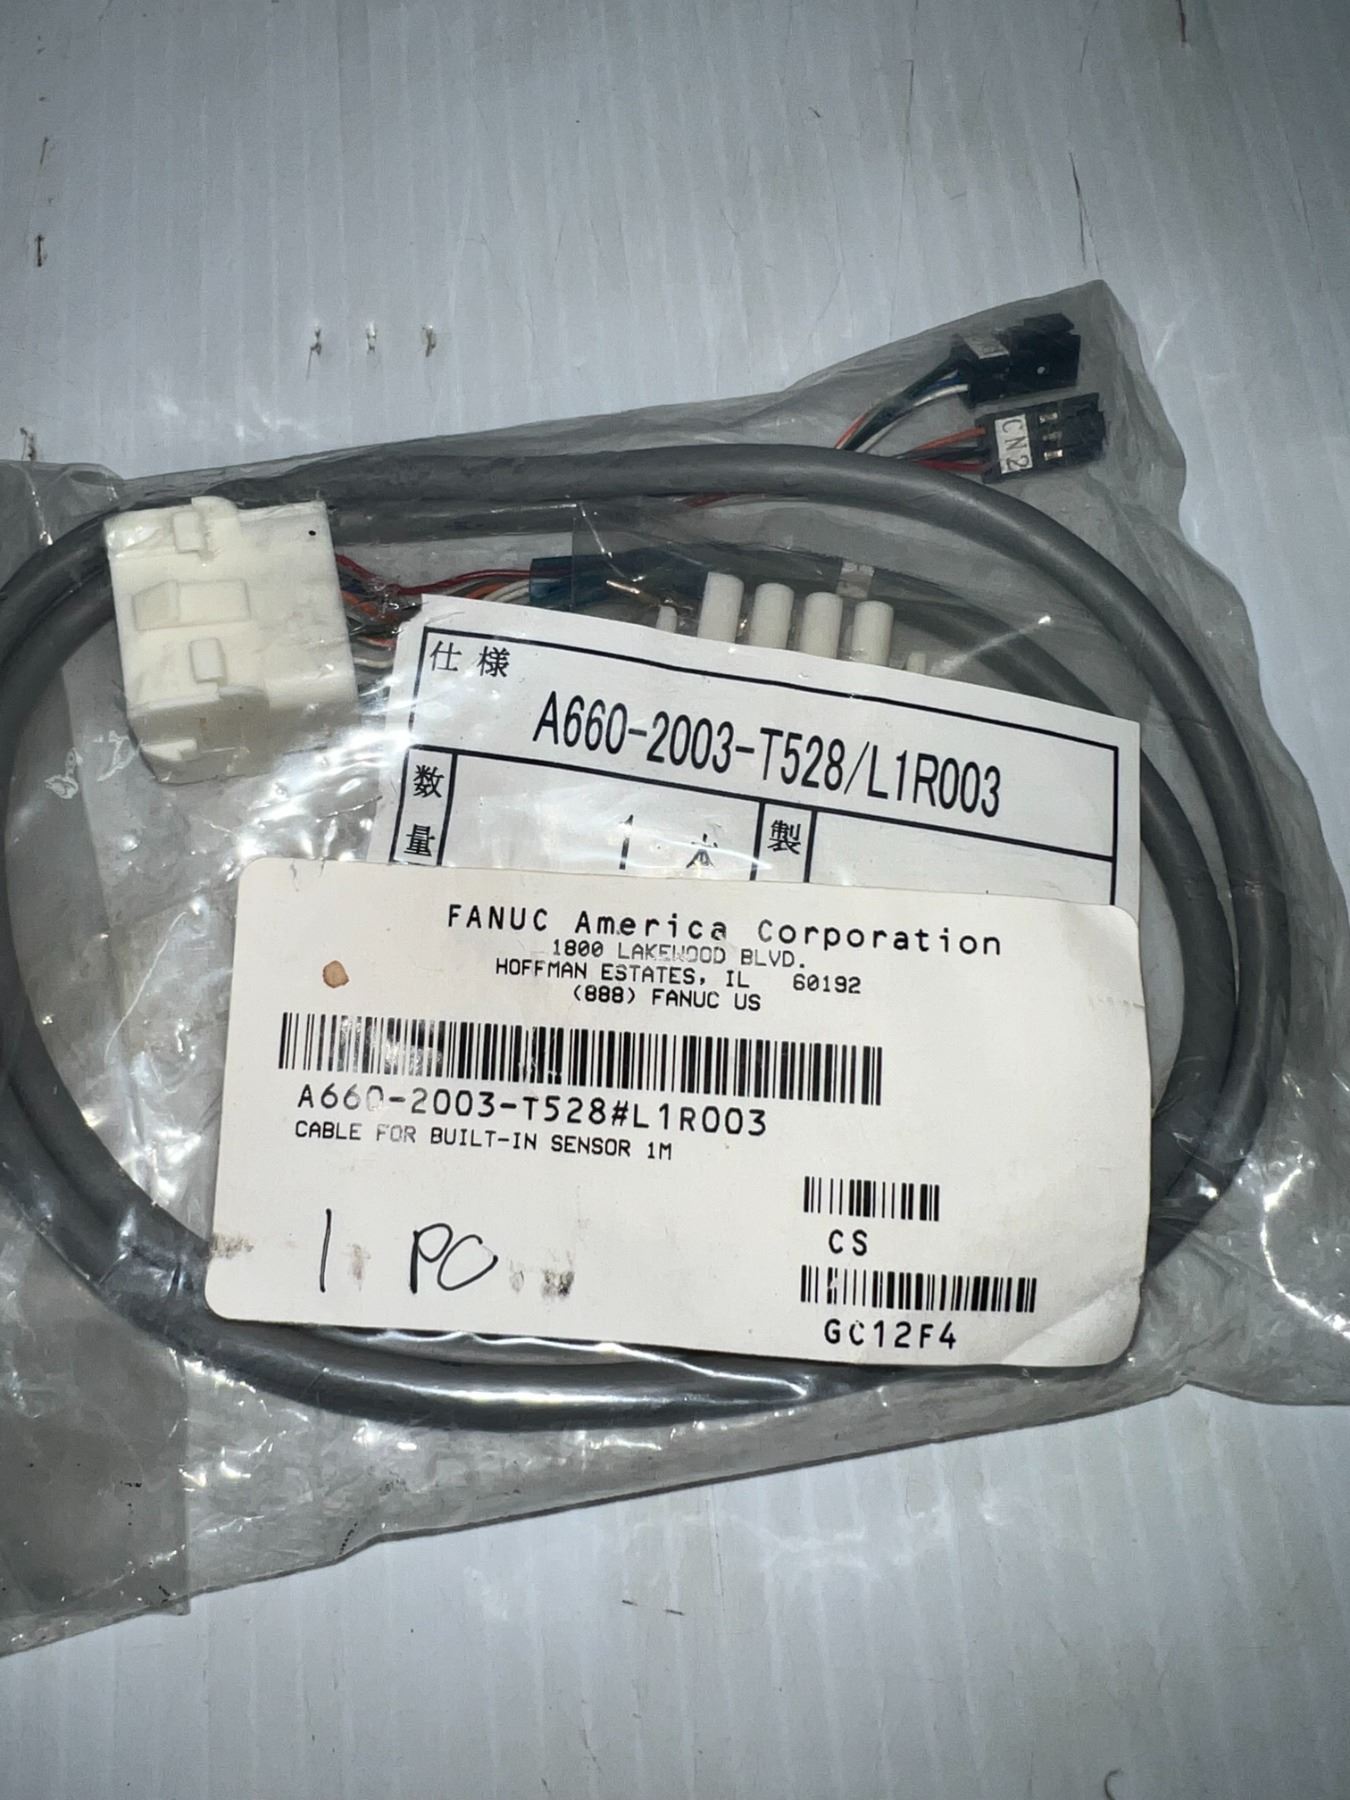 CN2
仕様
A660-2003-T528/L1R003
数量
1 本
製
FANUC America Corporation
1800 LAKEWOOD BLVD.
HOFFMAN ESTATES, IL 60192
(888) FANUC US
A660-2003-T528#L1R003
CABLE FOR BUILT-IN SENSOR 1M
1 PC
CS
GC12F4